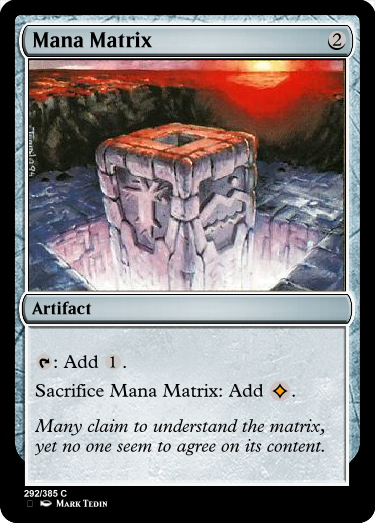 Mana Matrix 2
Artifact
: Add 1 .
Sacrifice Mana Matrix: Add .
Many claim to understand the matrix,
yet no one seem to agree on its content.
292/385 C
Mark Tedin